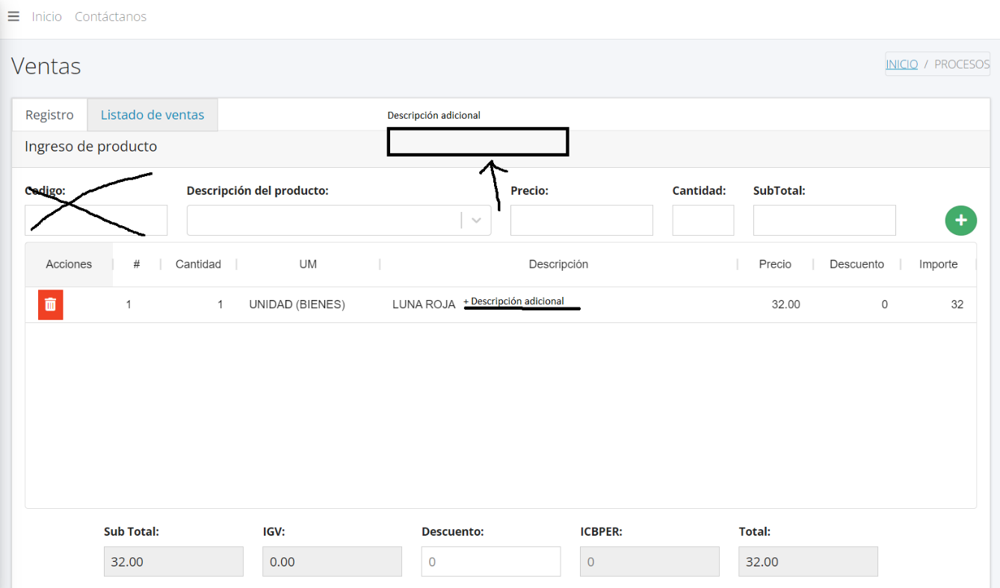 Inicio Contáctanos
Ventas
INICIO / PROCESOS
Registro Listado de ventas
Descripción adicional
Ingreso de producto
Codigo: Descripción del producto: Precio: Cantidad: SubTotal:
Acciones # Cantidad UM Descripción Precio Descuento Importe
1 1 UNIDAD (BIENES) LUNA ROJA + Descripción adicional 32.00 0 32
Sub Total: IGV: Descuento: ICBPER: Total:
32.00 0.00 0 0 32.00